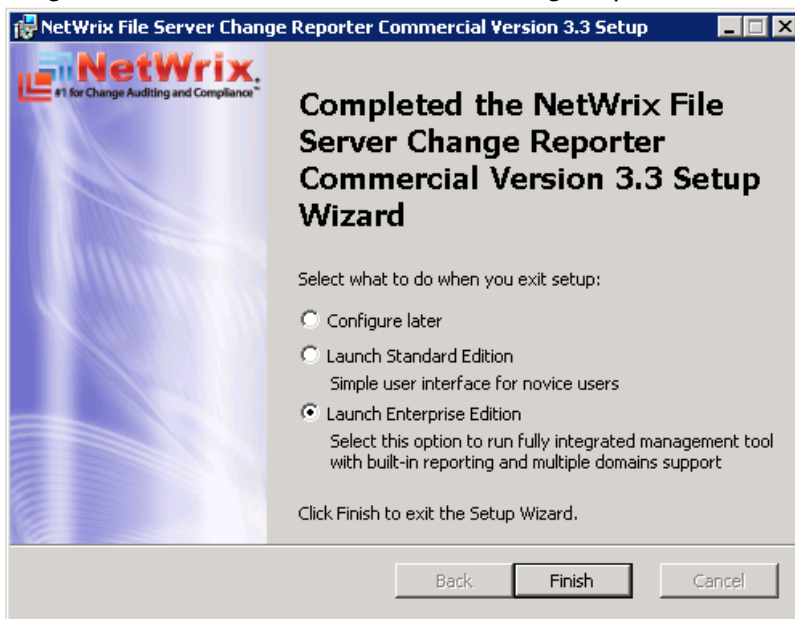 NetWrix File Server Change Reporter Commercial Version 3.3 Setup
NetWrix.
#1 for Change Auditing and Compliance™
Completed the NetWrix File
Server Change Reporter
Commercial Version 3.3 Setup
Wizard
Select what to do when you exit setup:
Configure later
Launch Standard Edition
Simple user interface for novice users
Launch Enterprise Edition
Select this option to run fully integrated management tool
with built-in reporting and multiple domains support
Click Finish to exit the Setup Wizard.
Back
Finish
Cancel